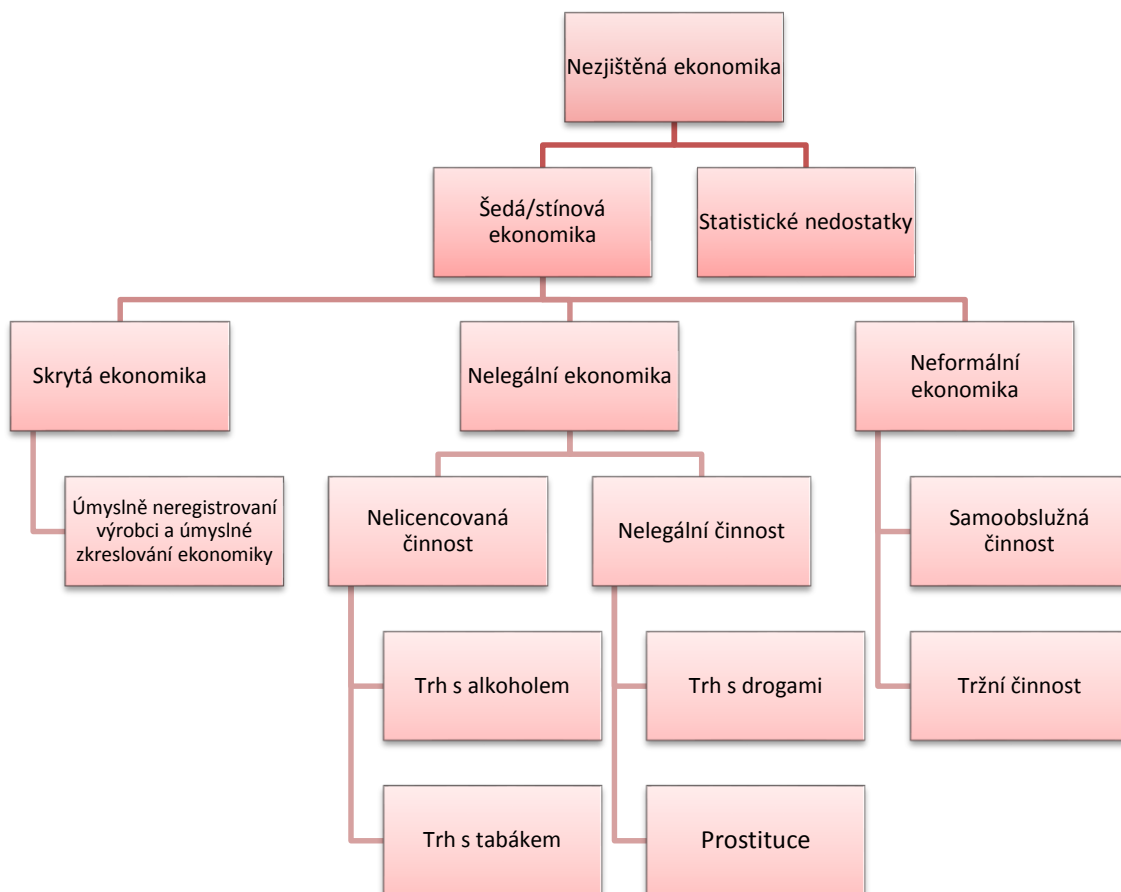 Nezjištěná ekonomika
Šedá/stínová
ekonomika
Statistické nedostatky
Skrytá ekonomika
Nelegální ekonomika
Neformální
ekonomika
Úmyslně neregistrovaní
výrobci a úmyslné
zkreslování ekonomiky
Nelicencovaná
činnost
Nelegální činnost
Samoobslužná
činnost
Trh s alkoholem
Trh s drogami
Tržní činnost
Trh s tabákem
Prostituce